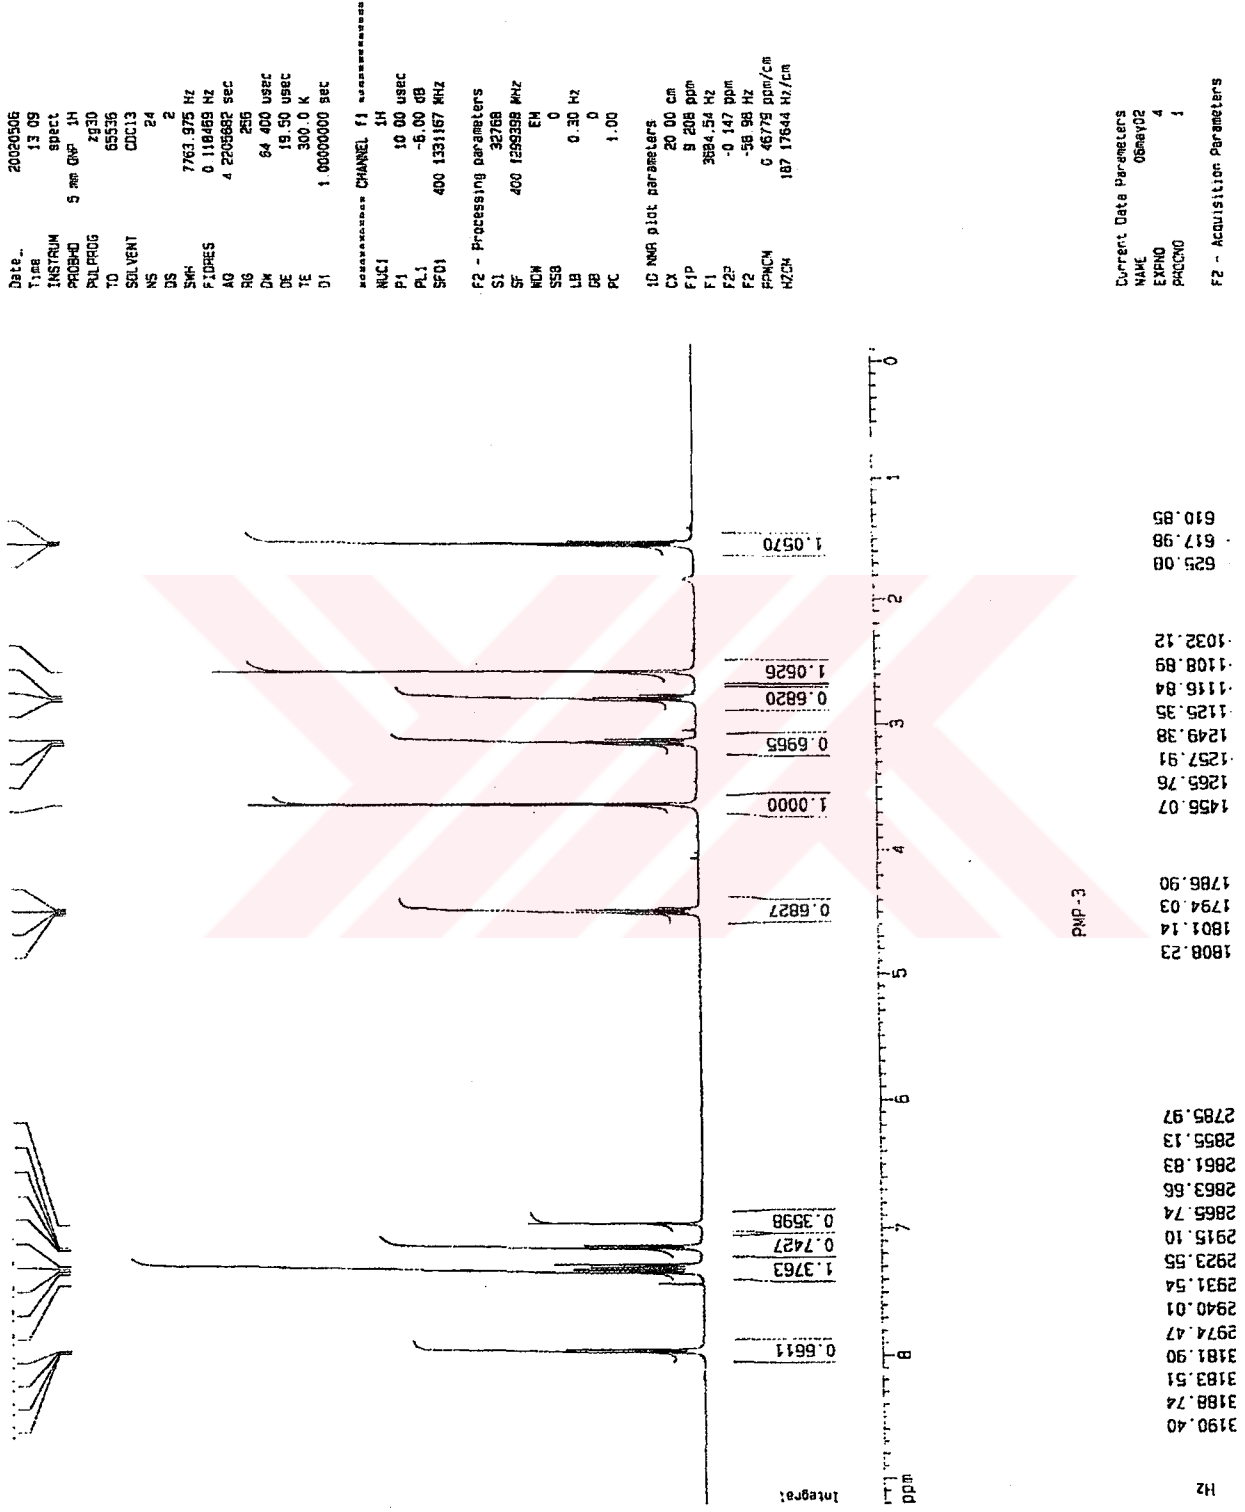 Current Data Parameters
NAME 06may02
EXPNO 4
PROCNO 1
F2 - Acquisition Parameters
Date_ 20020506
Time 13 09
INSTRUM spect
PROBHD 5 mm QNP 1H
PULPROG zg30
TD 65536
SOLVENT CDCl3
NS 24
DS 2
SWH 7763.975 Hz
FIDRES 0.118469 Hz
AQ 4 2205682 sec
RG 256
DW 64 400 usec
DE 19.50 usec
TE 300.0 K
D1 1.00000000 sec
CHANNEL f1
NUC1 1H
P1 10 00 usec
PL1 -6.00 dB
SFO1 400 1331167 MHz
F2 - Processing parameters
SI 32768
SF 400 1299398 MHz
WDW EM
SSB 0
LB 0.30 Hz
GB 0
PC 1.00
1D NMR plot parameters
CX 20 00 cm
F1P 9 208 ppm
F1 3684.54 Hz
F2P -0 147 ppm
F2 -58.98 Hz
PPMCM 0 46779 ppm/cm
HZCM 187 17644 Hz/cm
Hz
3190.40
3188.74
3183.51
3181.90
2974.47
2940.01
2931.54
2923.55
2915.10
2865.74
2863.66
2861.83
2855.13
2785.97
1808.23
1801.14
1794.03
1786.90
1456.07
1265.76
1257.91
1249.38
1125.35
1116.84
1108.89
1032.12
625.08
617.98
610.85
PMP-3
Integral
0.6611
1.3763
0.7427
0.3598
0.6827
1.0000
0.6965
0.6820
1.0526
1.0570
ppm 8 7 6 5 4 3 2 1 0